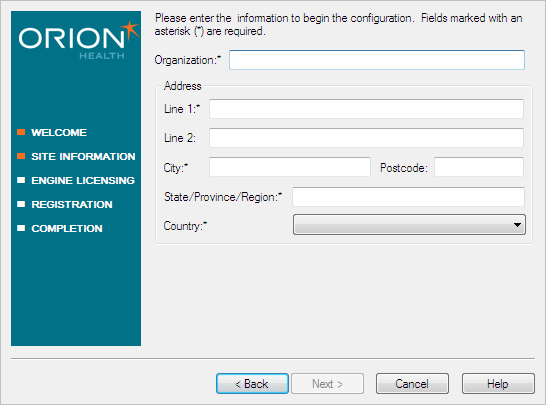 ORION
HEALTH
WELCOME
SITE INFORMATION
ENGINE LICENSING
REGISTRATION
COMPLETION
Please enter the information to begin the configuration. Fields marked with an
asterisk (*) are required.
Organization:*
Address
Line 1:*
Line 2:
City:* Postcode:
State/Province/Region:*
Country:*
< Back Next > Cancel Help